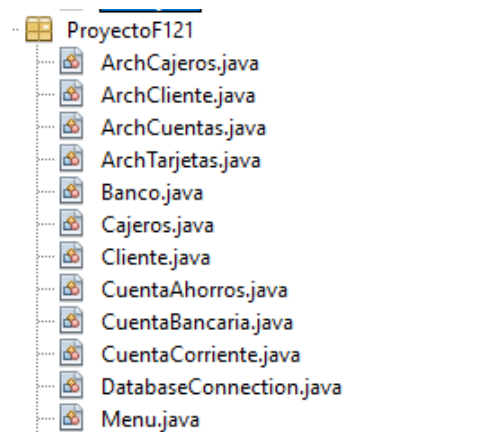 ProyectoF121
ArchCajeros.java
ArchCliente.java
ArchCuentas.java
ArchTarjetas.java
Banco.java
Cajeros.java
Cliente.java
CuentaAhorros.java
CuentaBancaria.java
CuentaCorriente.java
DatabaseConnection.java
Menu.java